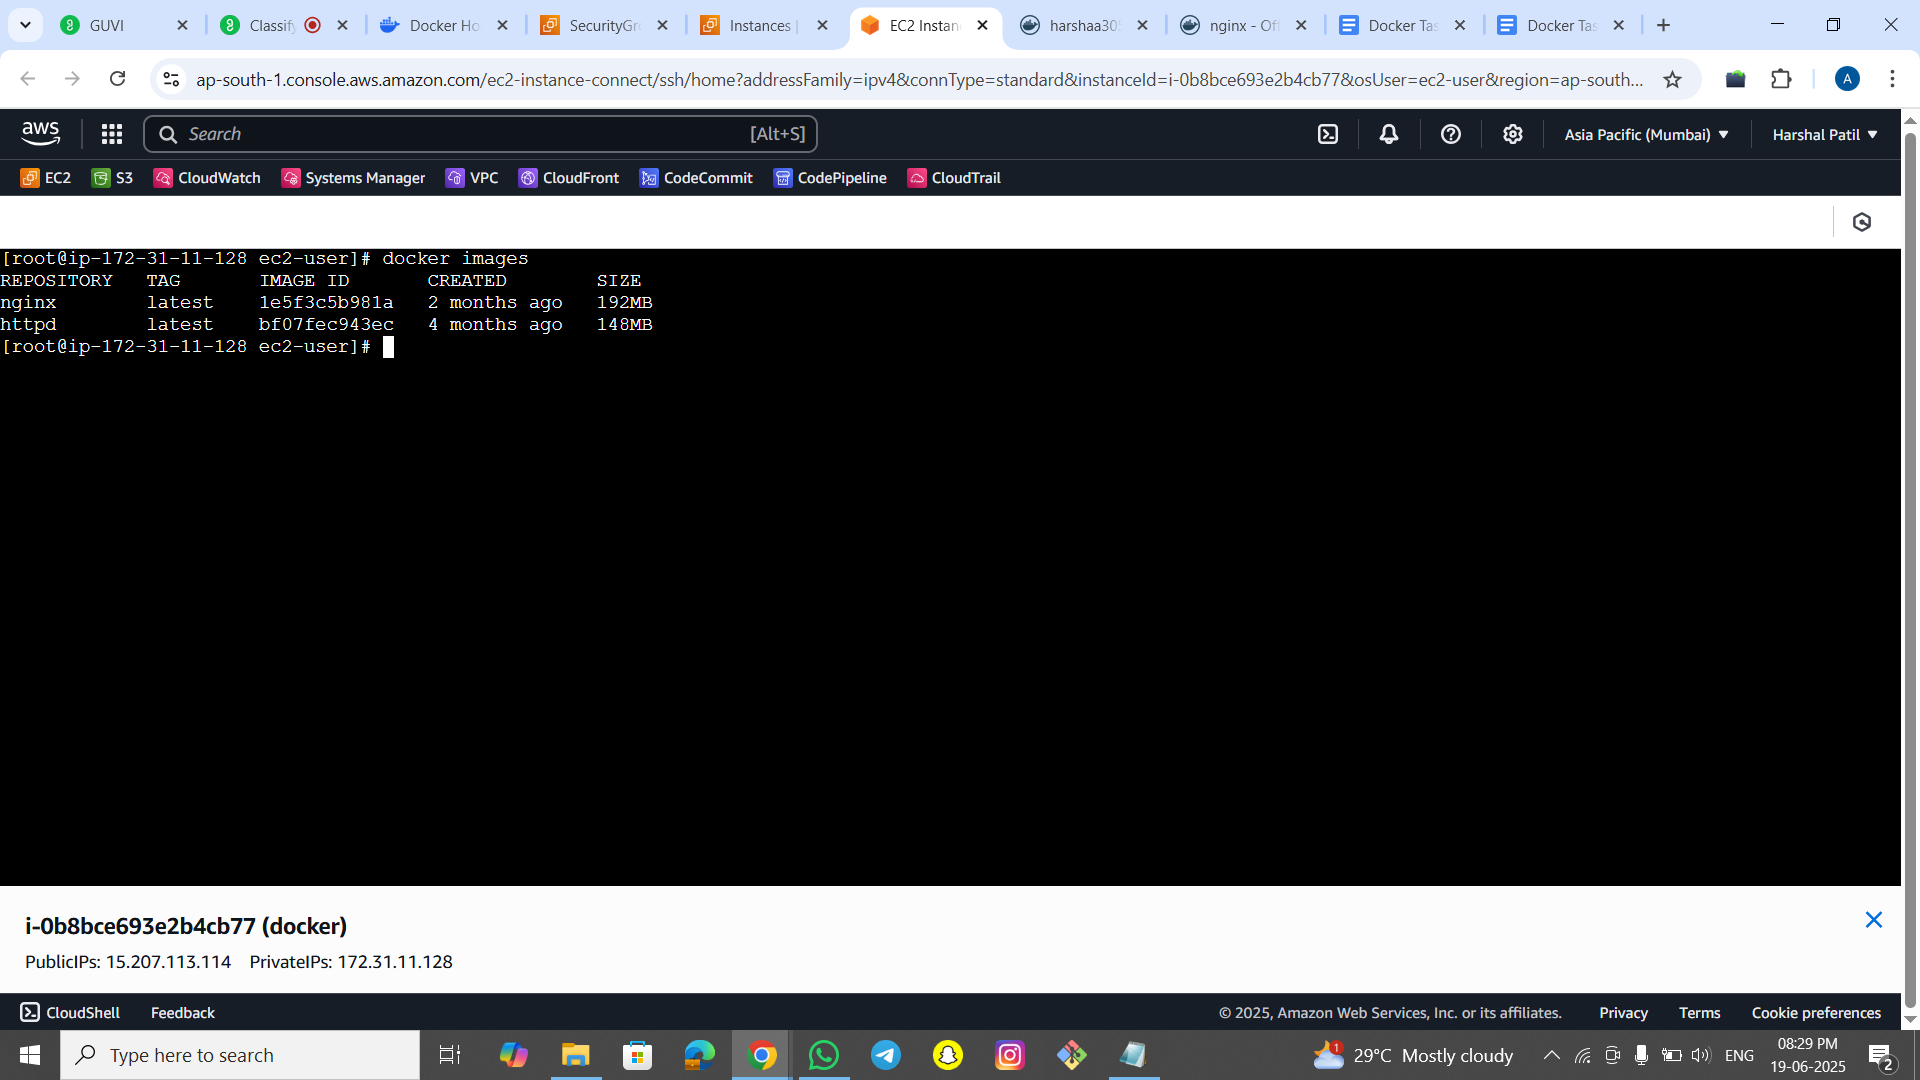 GUVI
Classify
Docker Ho
SecurityGr
Instances |
EC2 Instan
harshaa305
nginx - Off
Docker Tas
Docker Tas
ap-south-1.console.aws.amazon.com/ec2-instance-connect/ssh/home?addressFamily=ipv4&connType=standard&instanceId=i-0b8bce693e2b4cb77&osUser=ec2-user&region=ap-south...
A
aws
Search [Alt+S]
Asia Pacific (Mumbai)
Harshal Patil
EC2 S3 CloudWatch Systems Manager VPC CloudFront CodeCommit CodePipeline CloudTrail
[root@ip-172-31-11-128 ec2-user]# docker images
REPOSITORY TAG IMAGE ID CREATED SIZE
nginx latest 1e5f3c5b981a 2 months ago 192MB
httpd latest bf07fec943ec 4 months ago 148MB
[root@ip-172-31-11-128 ec2-user]#
i-0b8bce693e2b4cb77 (docker)
PublicIPs: 15.207.113.114 PrivateIPs: 172.31.11.128
CloudShell Feedback
© 2025, Amazon Web Services, Inc. or its affiliates. Privacy Terms Cookie preferences
Type here to search
1
29°C Mostly cloudy
ENG
08:29 PM
19-06-2025
2